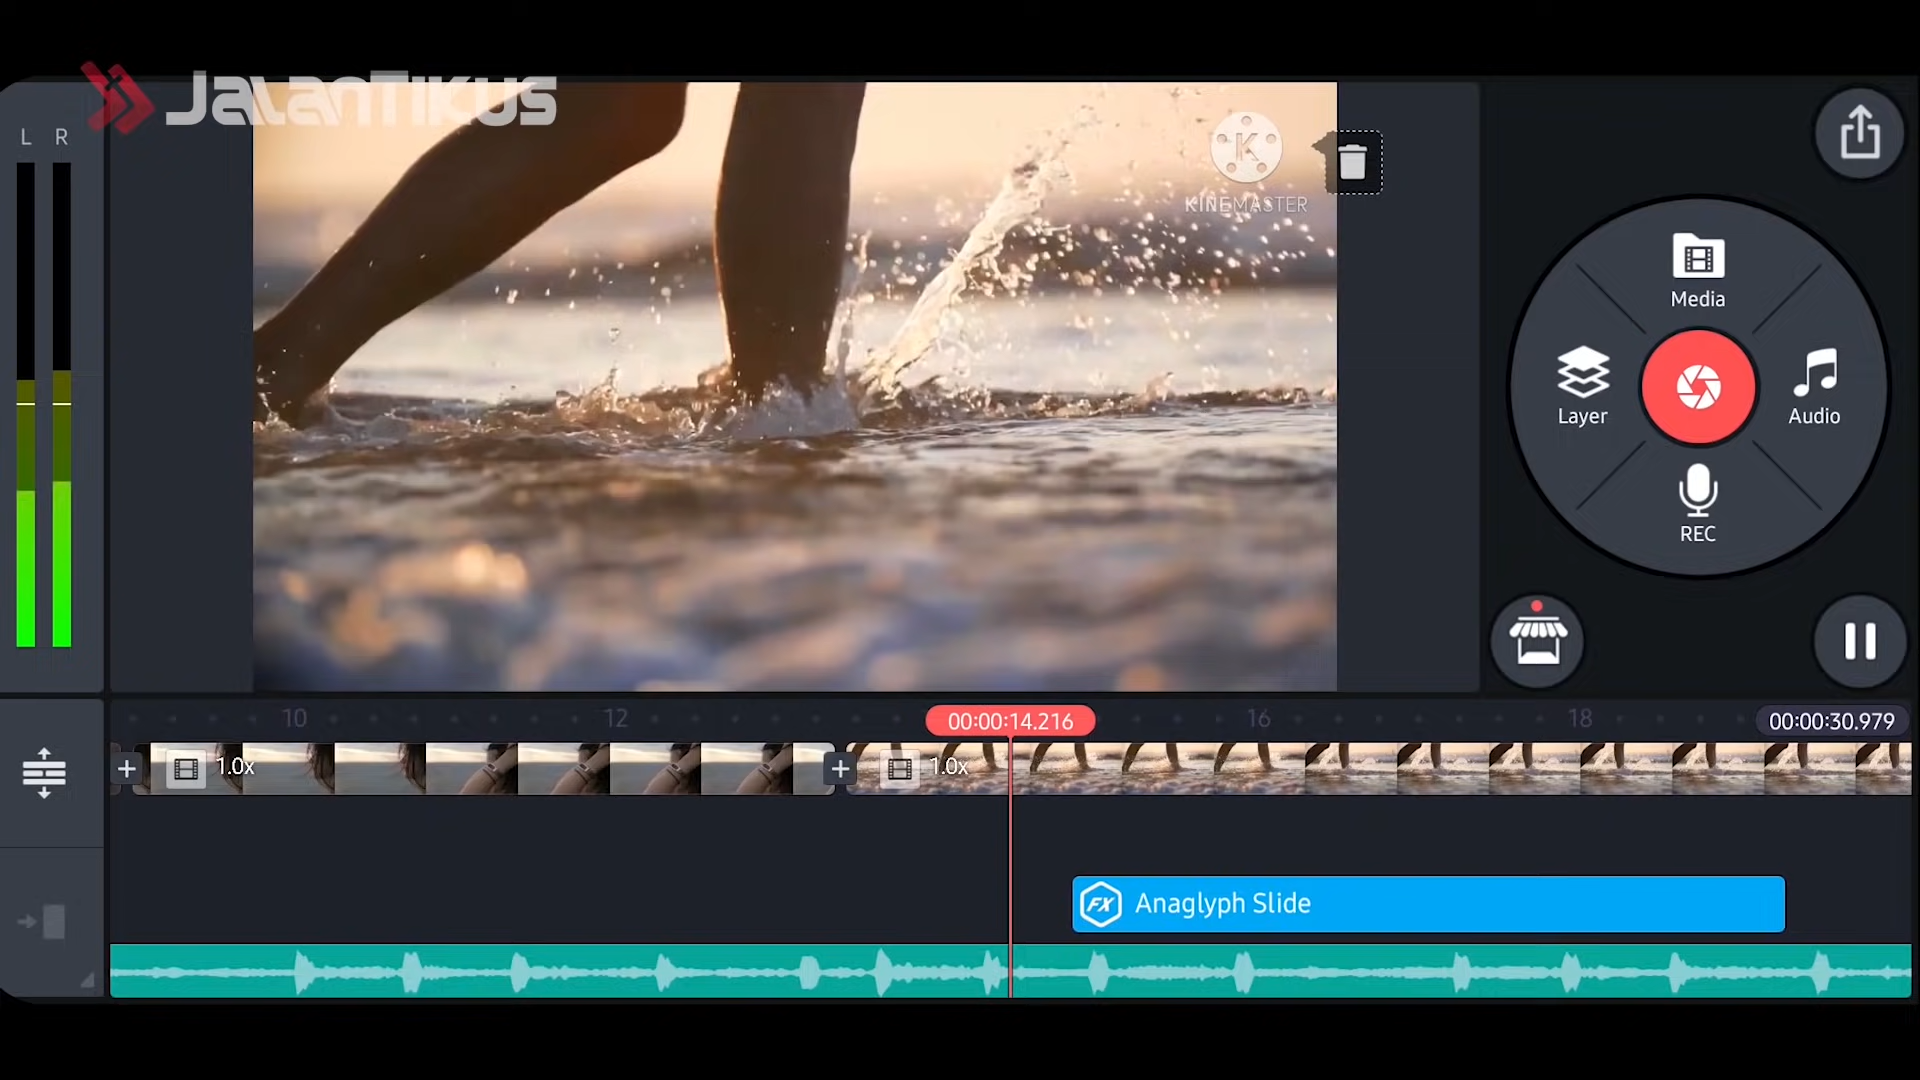 JALANTIKUS
L R
K
KINEMASTER
Media
Layer
Audio
REC
10
12
00:00:14.216
16
18
00:00:30.979
1.0x
1.0x
FX Anaglyph Slide